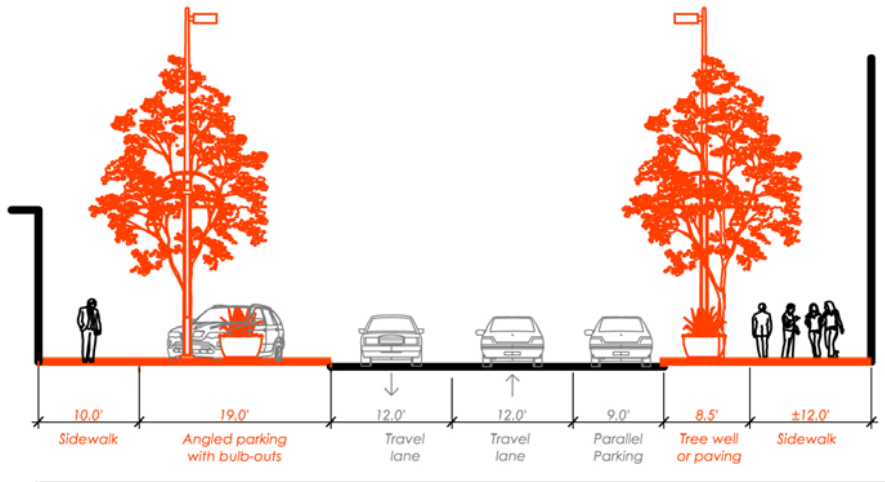 10.0' 19.0' 12.0' 12.0' 9.0' 8.5' ±12.0'
Sidewalk Angled parking Travel Travel Parallel Tree well Sidewalk
with bulb-outs lane lane Parking or paving